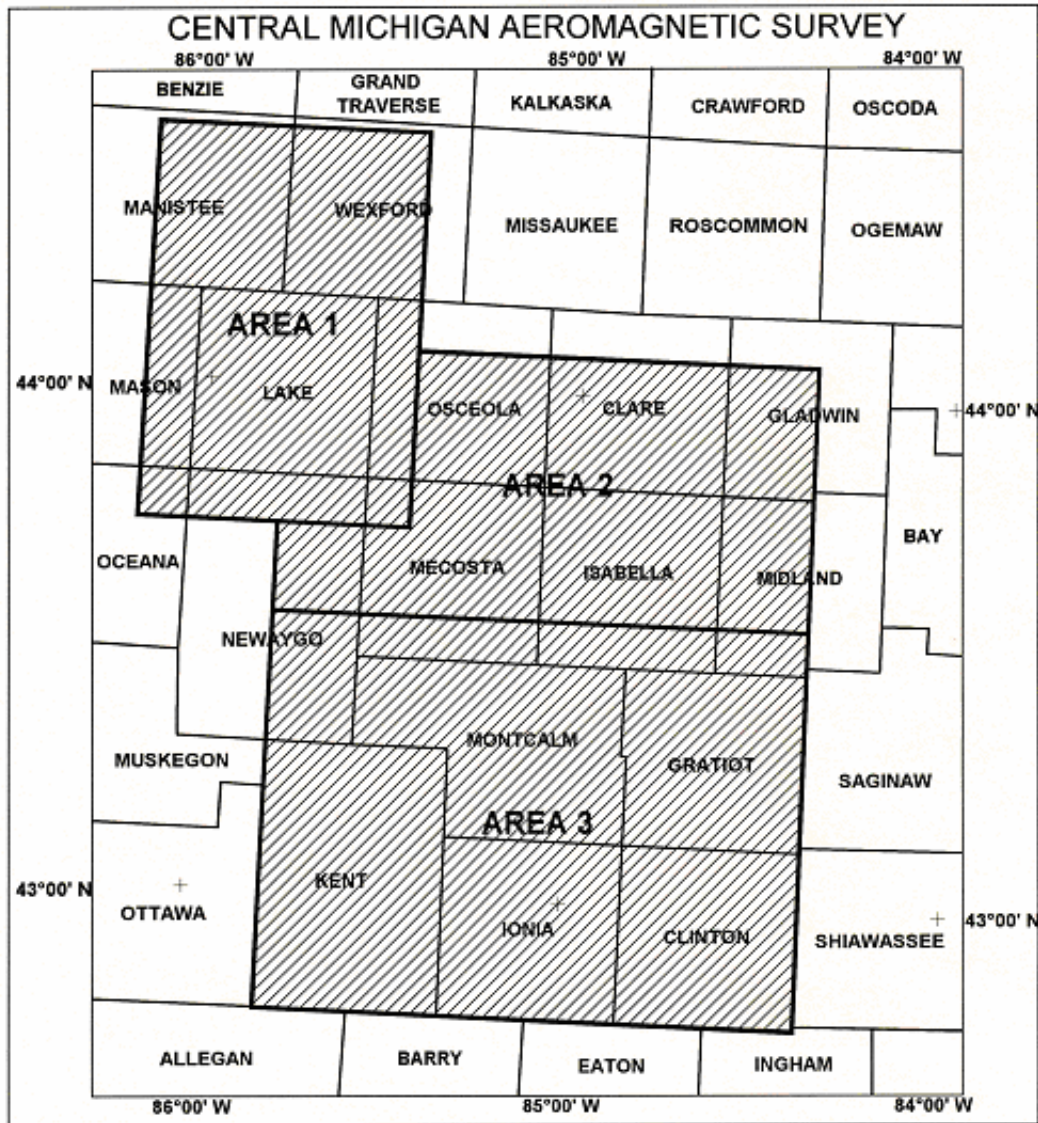 CENTRAL MICHIGAN AEROMAGNETIC SURVEY
86°00' W
85°00' W
84°00' W
BENZIE
GRAND
TRAVERSE
KALKASKA
CRAWFORD
OSCODA
MANISTEE
WEXFORD
MISSAUKEE
ROSCOMMON
OGEMAW
AREA 1
44°00' N
MASON
LAKE
OSCEOLA
CLARE
GLADWIN
44°00' N
AREA 2
OCEANA
MECOSTA
ISABELLA
MIDLAND
BAY
NEWAYGO
MUSKEGON
MONTCALM
GRATIOT
SAGINAW
AREA 3
43°00' N
KENT
OTTAWA
IONIA
CLINTON
SHIAWASSEE
43°00' N
ALLEGAN
BARRY
EATON
INGHAM
86°00' W
85°00' W
84°00' W